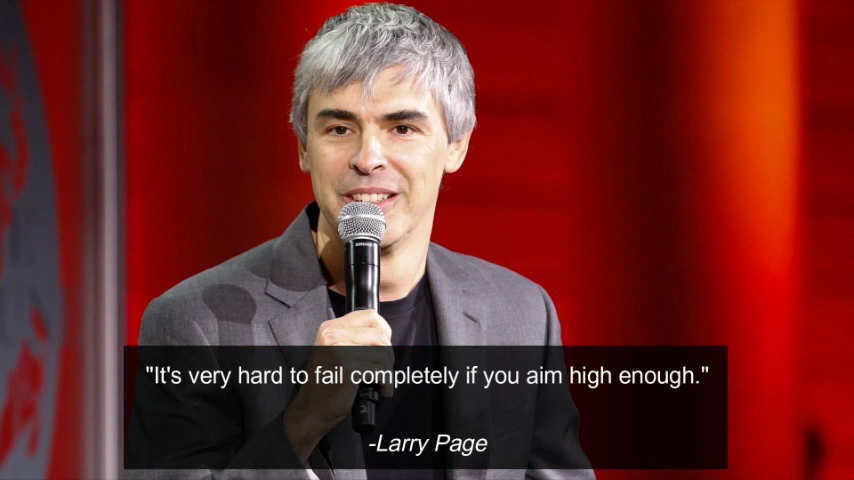 "It's very hard to fail completely if you aim high enough."
-Larry Page